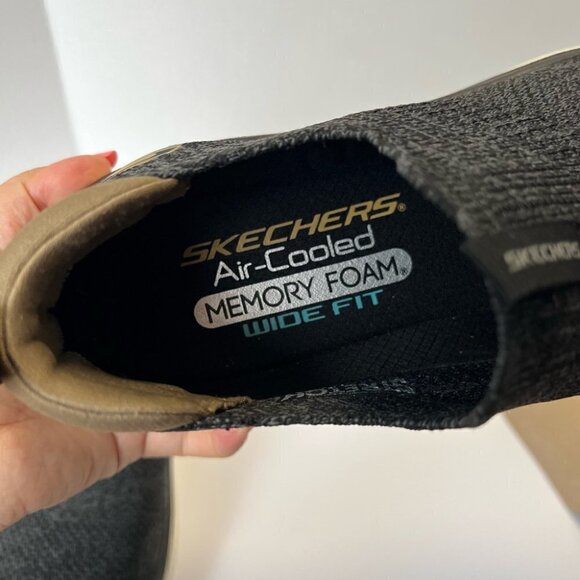 SKECHERS®
Air-Cooled
MEMORY FOAM®
WIDE FIT
SKECHERS